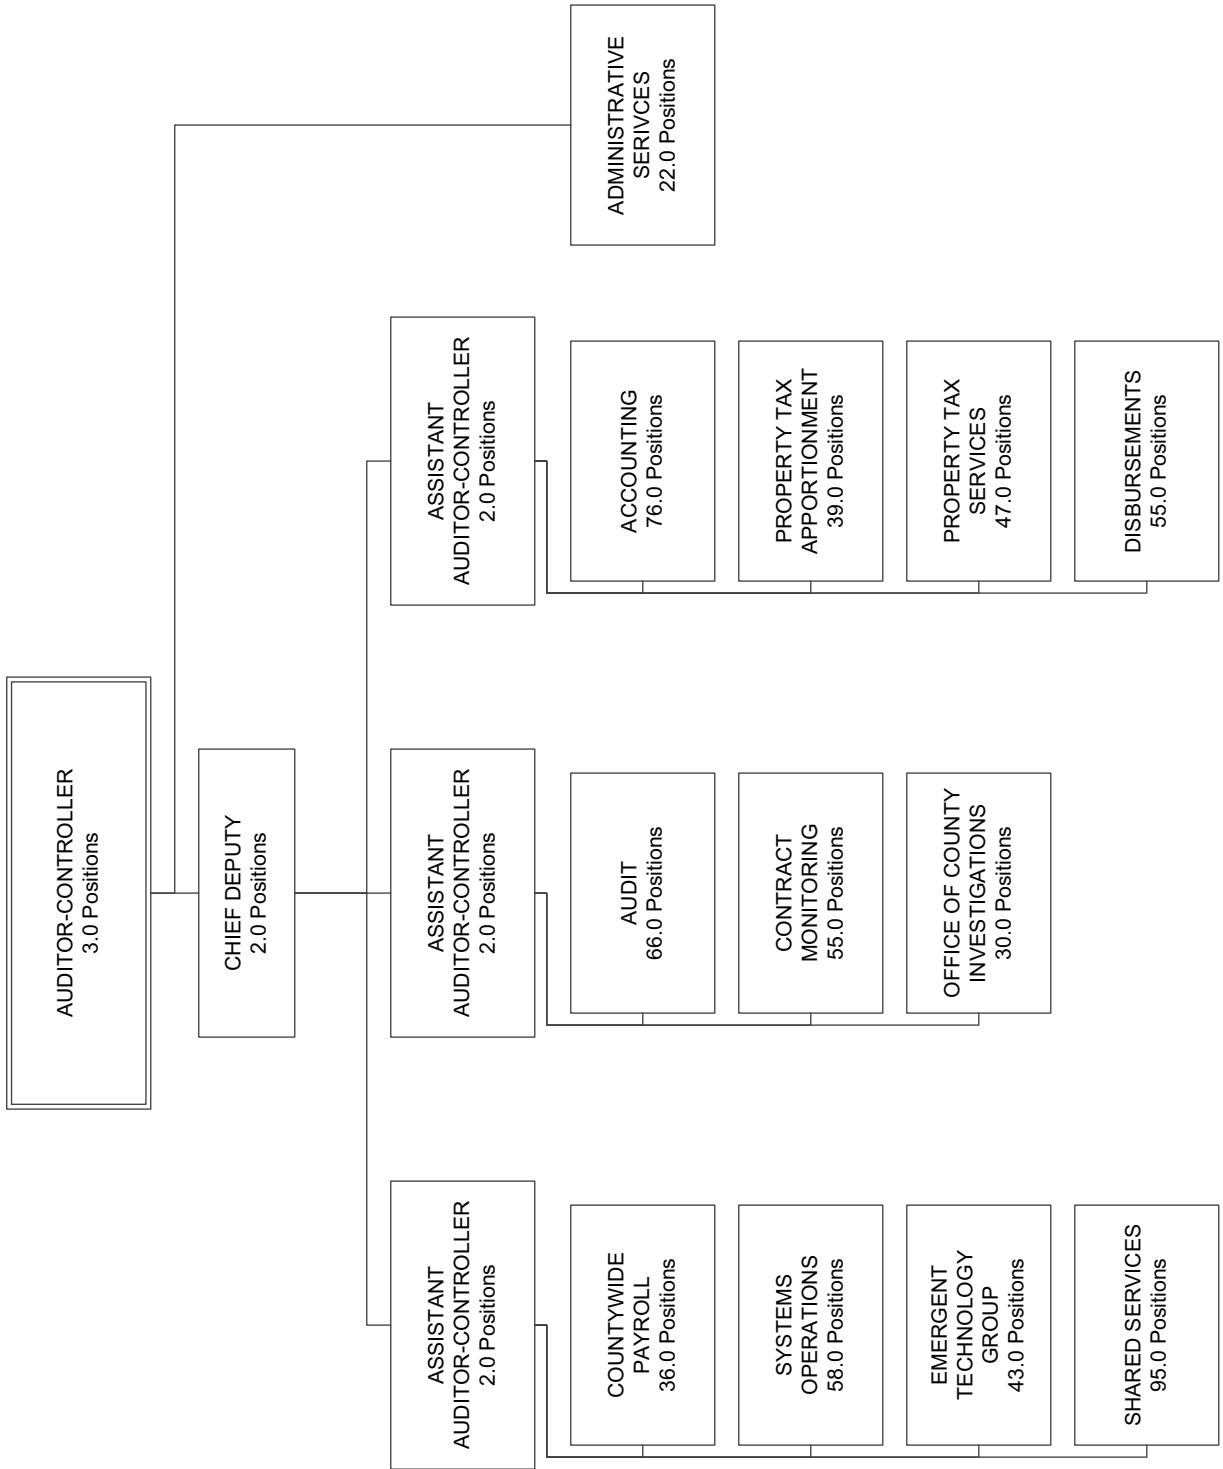 AUDITOR-CONTROLLER
3.0 Positions
CHIEF DEPUTY
2.0 Positions
ASSISTANT
AUDITOR-CONTROLLER
2.0 Positions
COUNTYWIDE
PAYROLL
36.0 Positions
SYSTEMS
OPERATIONS
58.0 Positions
EMERGENT
TECHNOLOGY
GROUP
43.0 Positions
SHARED SERVICES
95.0 Positions
ASSISTANT
AUDITOR-CONTROLLER
2.0 Positions
AUDIT
66.0 Positions
CONTRACT
MONITORING
55.0 Positions
OFFICE OF COUNTY
INVESTIGATIONS
30.0 Positions
ASSISTANT
AUDITOR-CONTROLLER
2.0 Positions
ACCOUNTING
76.0 Positions
PROPERTY TAX
APPORTIONMENT
39.0 Positions
PROPERTY TAX
SERVICES
47.0 Positions
DISBURSEMENTS
55.0 Positions
ADMINISTRATIVE
SERIVCES
22.0 Positions